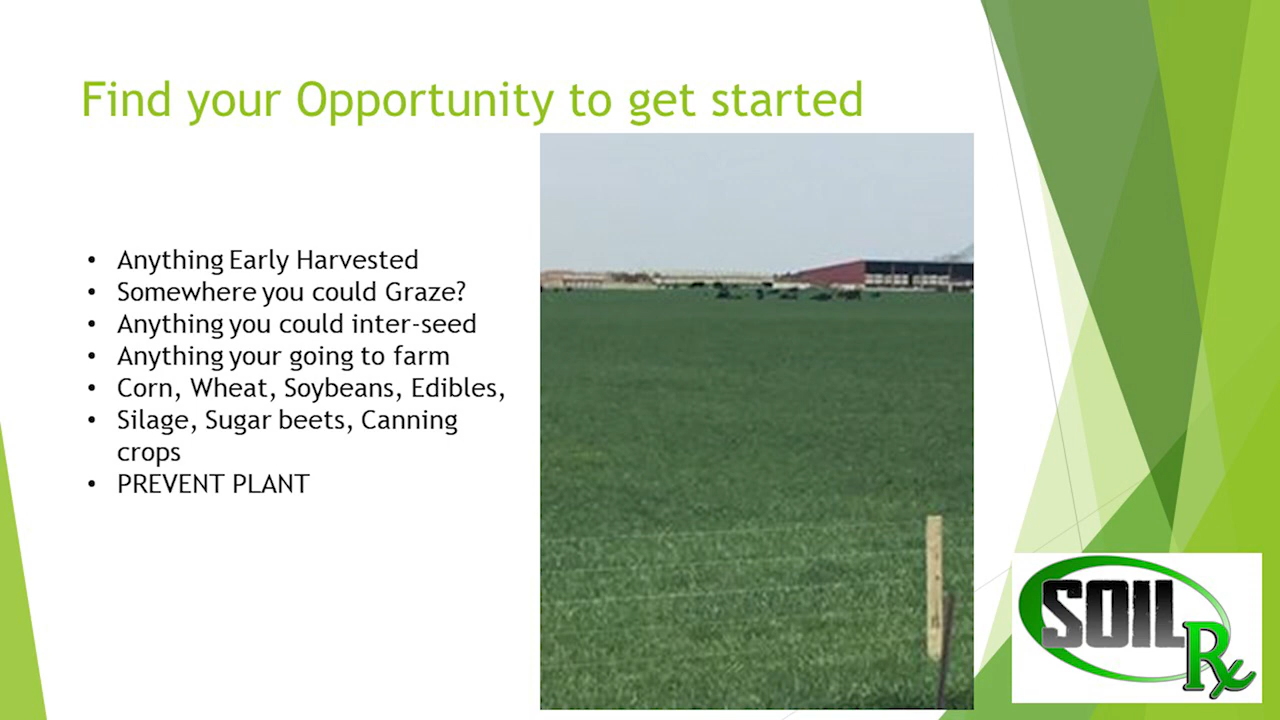 Find your Opportunity to get started
• Anything Early Harvested
• Somewhere you could Graze?
• Anything you could inter-seed
• Anything your going to farm
• Corn, Wheat, Soybeans, Edibles,
• Silage, Sugar beets, Canning
crops
• PREVENT PLANT
SOIL
Rx